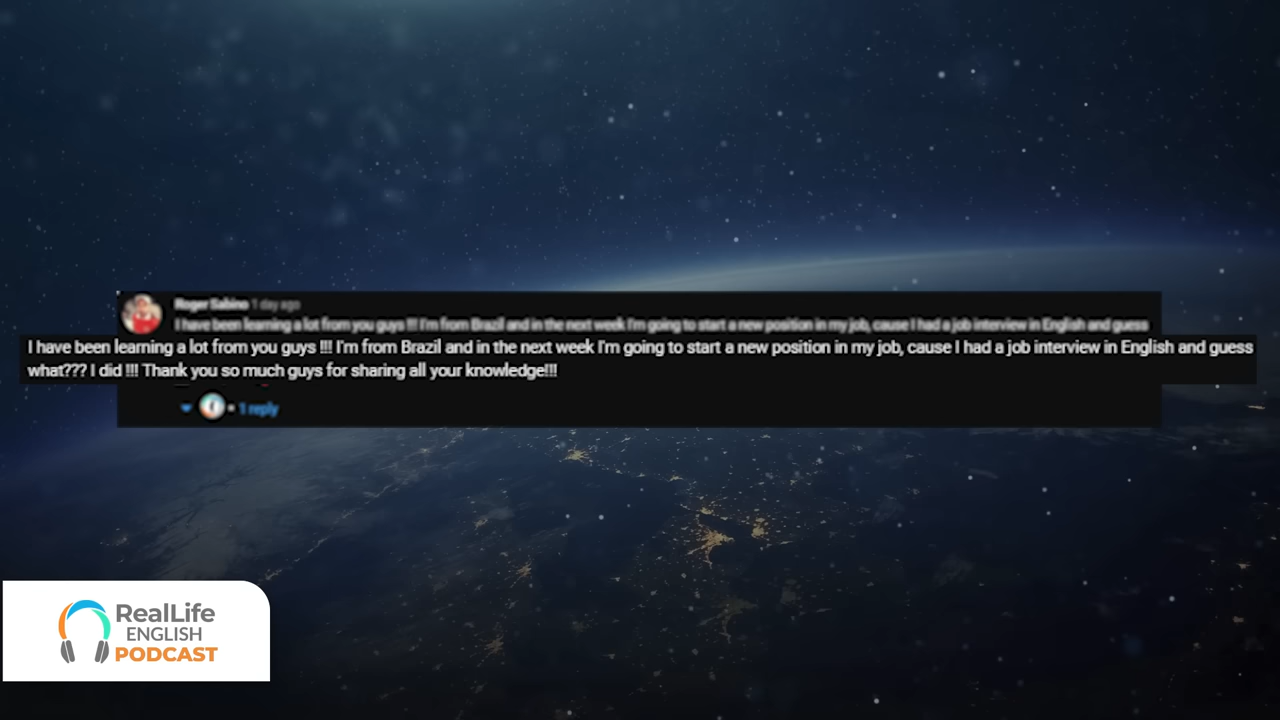 Roger Sabino 1 day ago
I have been learning a lot from you guys !!! I'm from Brazil and in the next week I'm going to start a new position in my job, cause I had a job interview in English and guess
I have been learning a lot from you guys !!! I'm from Brazil and in the next week I'm going to start a new position in my job, cause I had a job interview in English and guess
what??? I did !!! Thank you so much guys for sharing all your knowledge!!!
1 reply
RealLife
ENGLISH
PODCAST